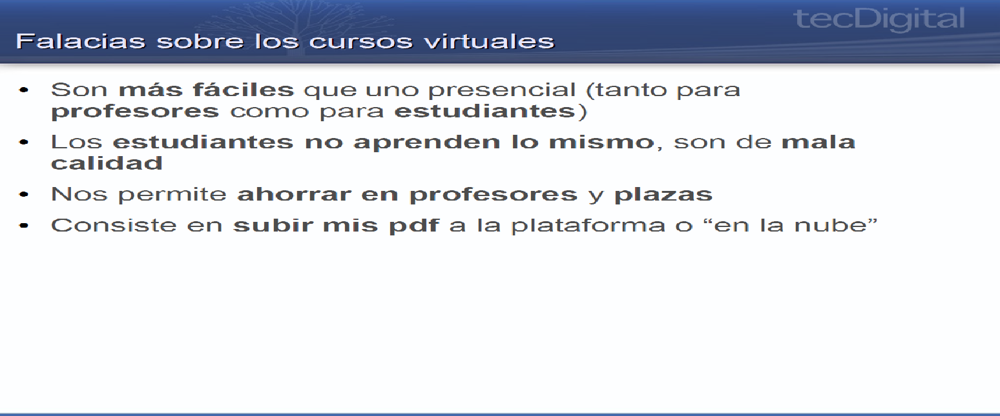 tecDigital
Falacias sobre los cursos virtuales
• Son más fáciles que uno presencial (tanto para
profesores como para estudiantes)
• Los estudiantes no aprenden lo mismo, son de mala
calidad
• Nos permite ahorrar en profesores y plazas
• Consiste en subir mis pdf a la plataforma o “en la nube”